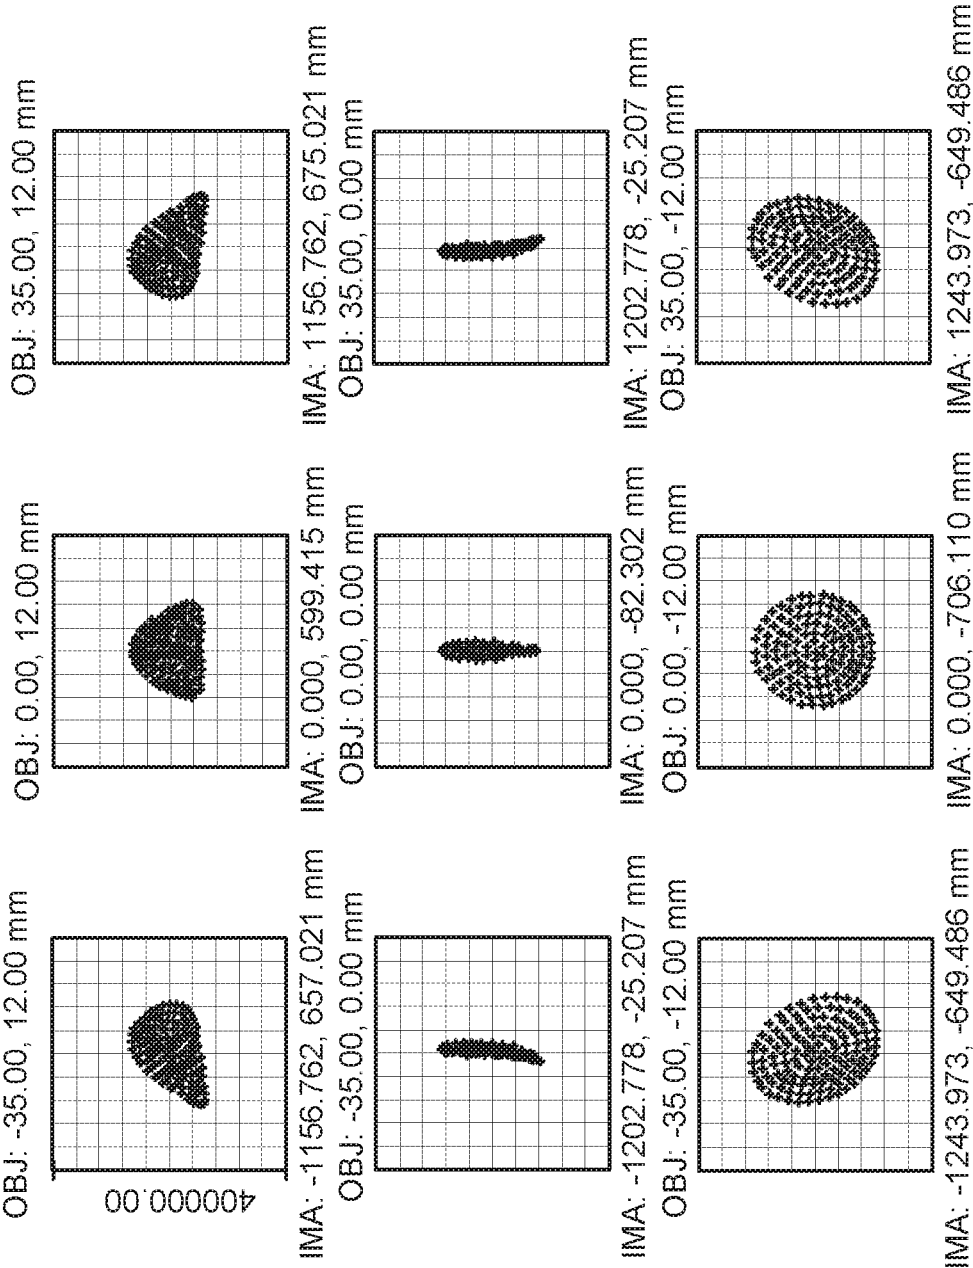 OBJ: -35.00, 12.00 mm
OBJ: 0.00, 12.00 mm
OBJ: 35.00, 12.00 mm
400000.00
IMA: -1156.762, 657.021 mm
IMA: 0.000, 599.415 mm
IMA: 1156.762, 675.021 mm
OBJ: -35.00, 0.00 mm
OBJ: 0.00, 0.00 mm
OBJ: 35.00, 0.00 mm
IMA: -1202.778, -25.207 mm
IMA: 0.000, -82.302 mm
IMA: 1202.778, -25.207 mm
OBJ: -35.00, -12.00 mm
OBJ: 0.00, -12.00 mm
OBJ: 35.00, -12.00 mm
IMA: -1243.973, -649.486 mm
IMA: 0.000, -706.110 mm
IMA: 1243.973, -649.486 mm